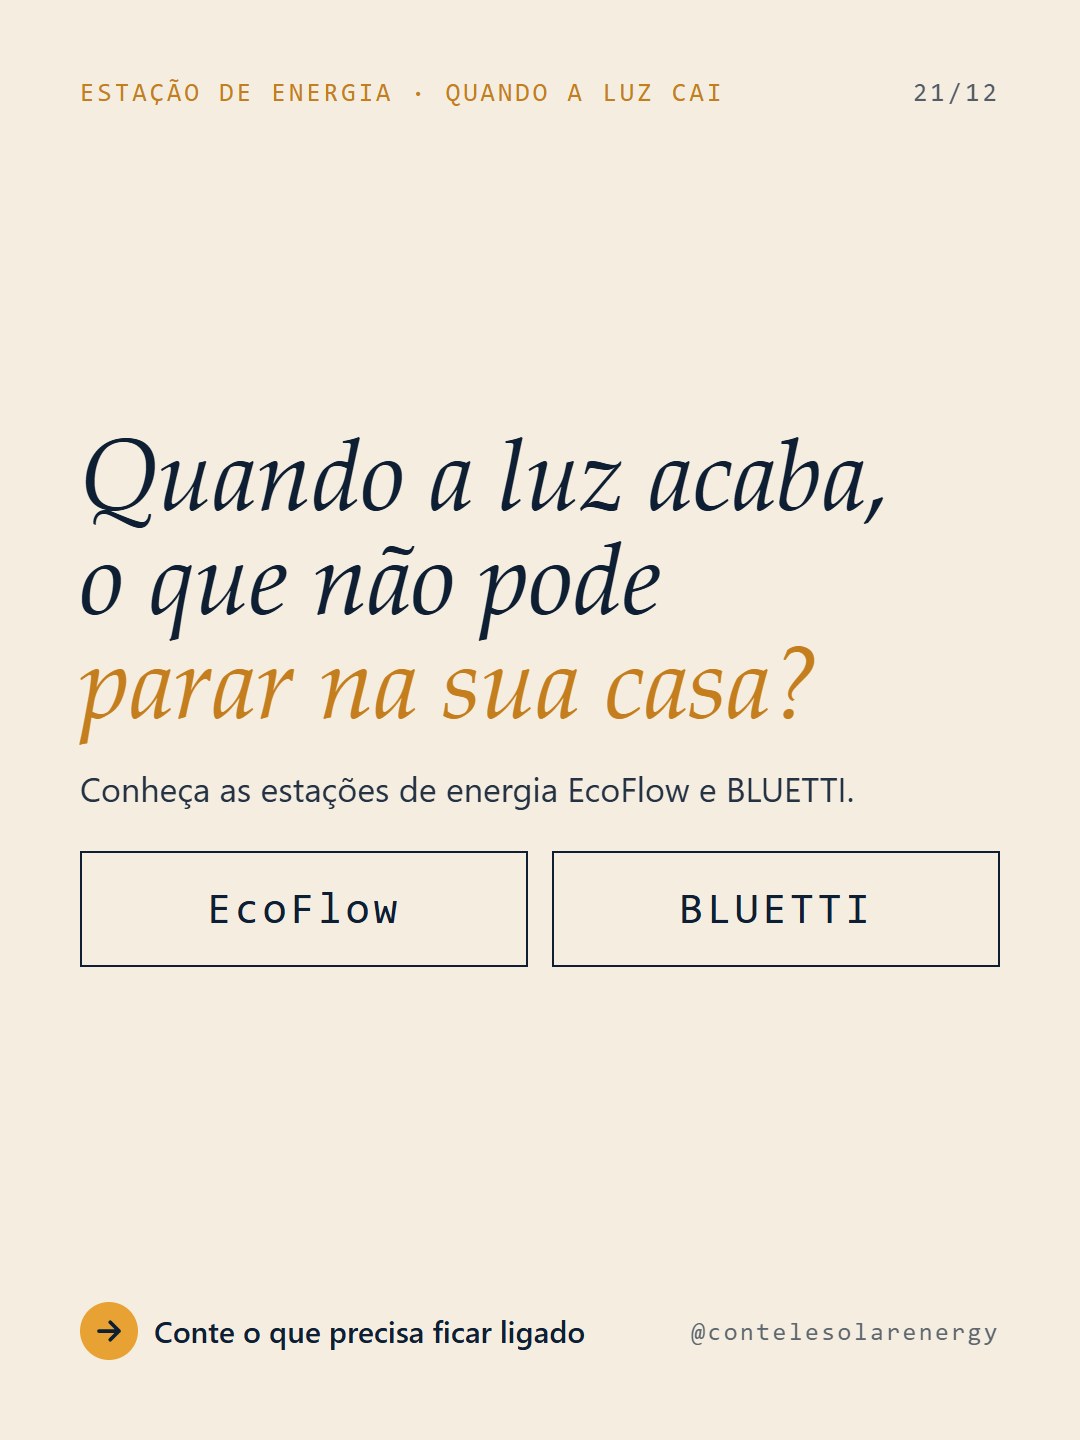 ESTAÇÃO DE ENERGIA · QUANDO A LUZ CAI
21/12
Quando a luz acaba,
o que não pode
parar na sua casa?
Conheça as estações de energia EcoFlow e BLUETTI.
EcoFlow
BLUETTI
Conte o que precisa ficar ligado
@contelesolarenergy